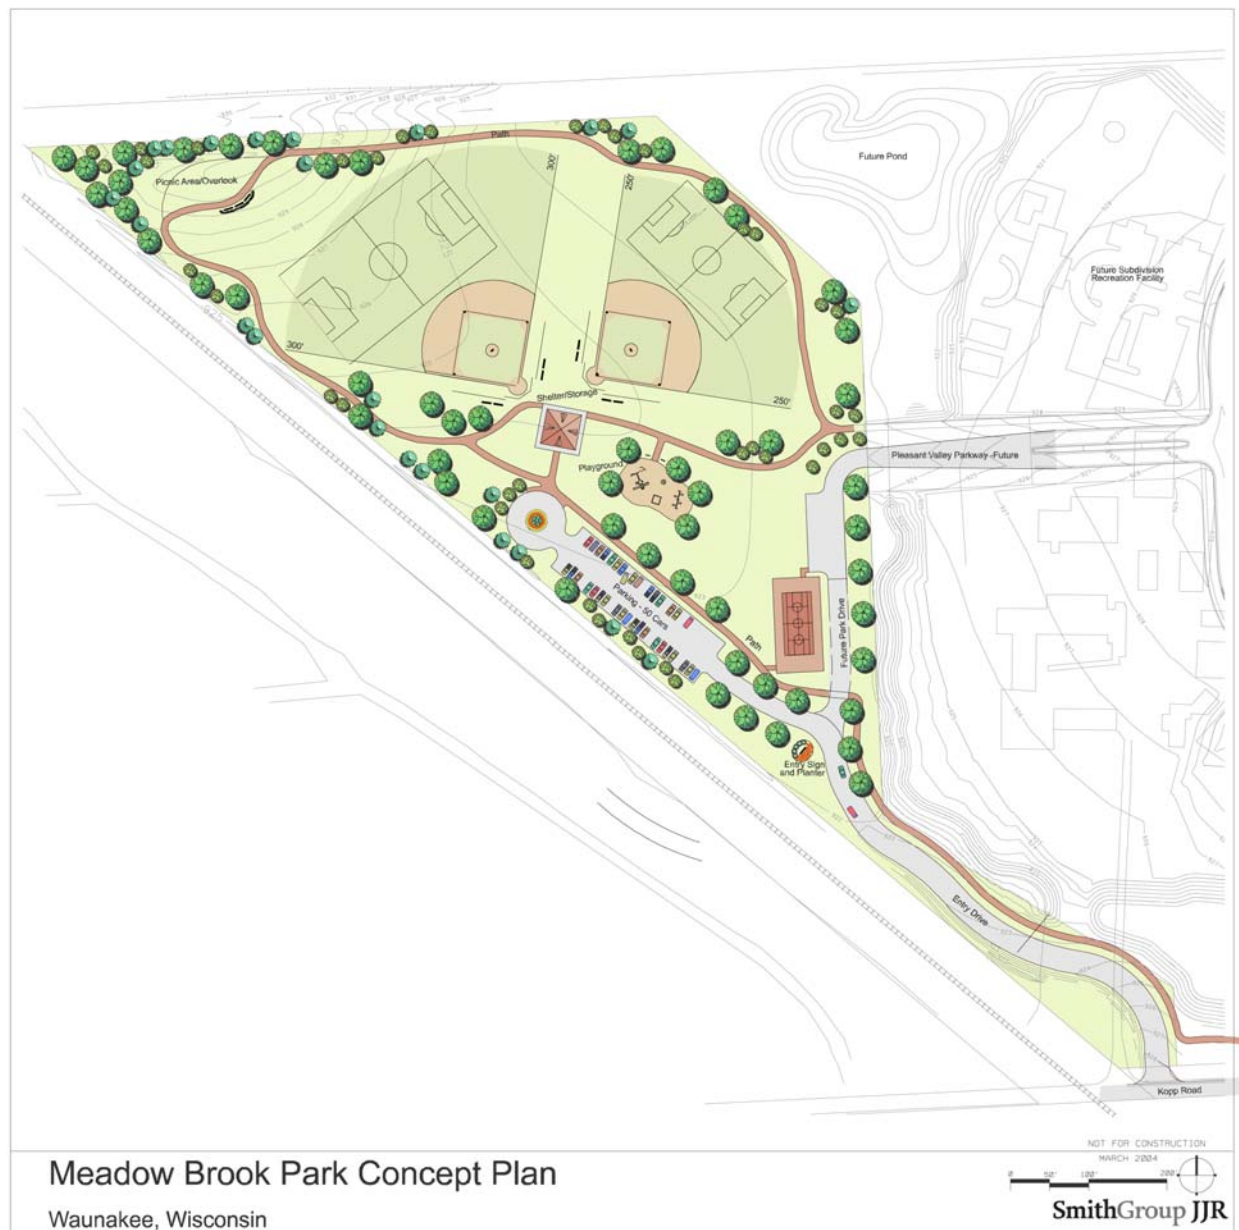 Path
Picnic Area/Overlook
300'
250'
Future Pond
Future Subdivision
Recreation Facility
300'
250'
Shelter/Storage
Playground
Pleasant Valley Parkway -Future
Parking - 50 Cars
Future Park Drive
Path
Entry Sign
and Planter
Entry Drive
Kopp Road
NOT FOR CONSTRUCTION
MARCH 2004
0 50' 100' 200'
Meadow Brook Park Concept Plan
Waunakee, Wisconsin
SmithGroup JJR